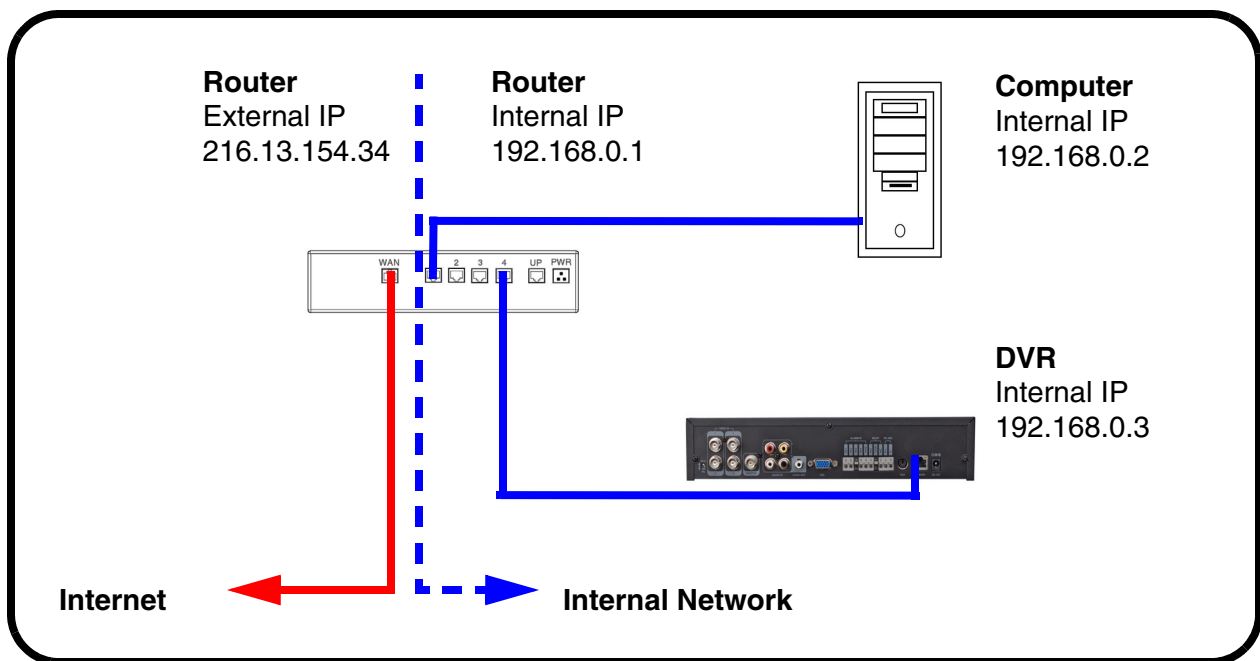 Router
External IP
216.13.154.34
Router
Internal IP
192.168.0.1
Computer
Internal IP
192.168.0.2
WAN
2
3
4
UP
PWR
DVR
Internal IP
192.168.0.3
Internet
Internal Network